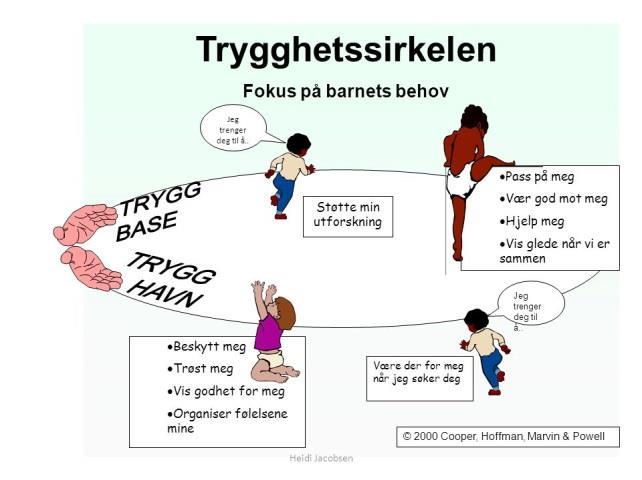 Trygghetssirkelen
Fokus på barnets behov
Jeg
trenger
deg til å..
TRYGG
BASE
Støtte min
utforskning
•Pass på meg
•Vær god mot meg
•Hjelp meg
•Vis glede når vi er
sammen
TRYGG
HAVN
Jeg
trenger
deg til
å..
•Beskytt meg
•Trøst meg
•Vis godhet for meg
•Organiser følelsene
mine
Være der for meg
når jeg søker deg
© 2000 Cooper, Hoffman, Marvin & Powell
Heidi Jacobsen